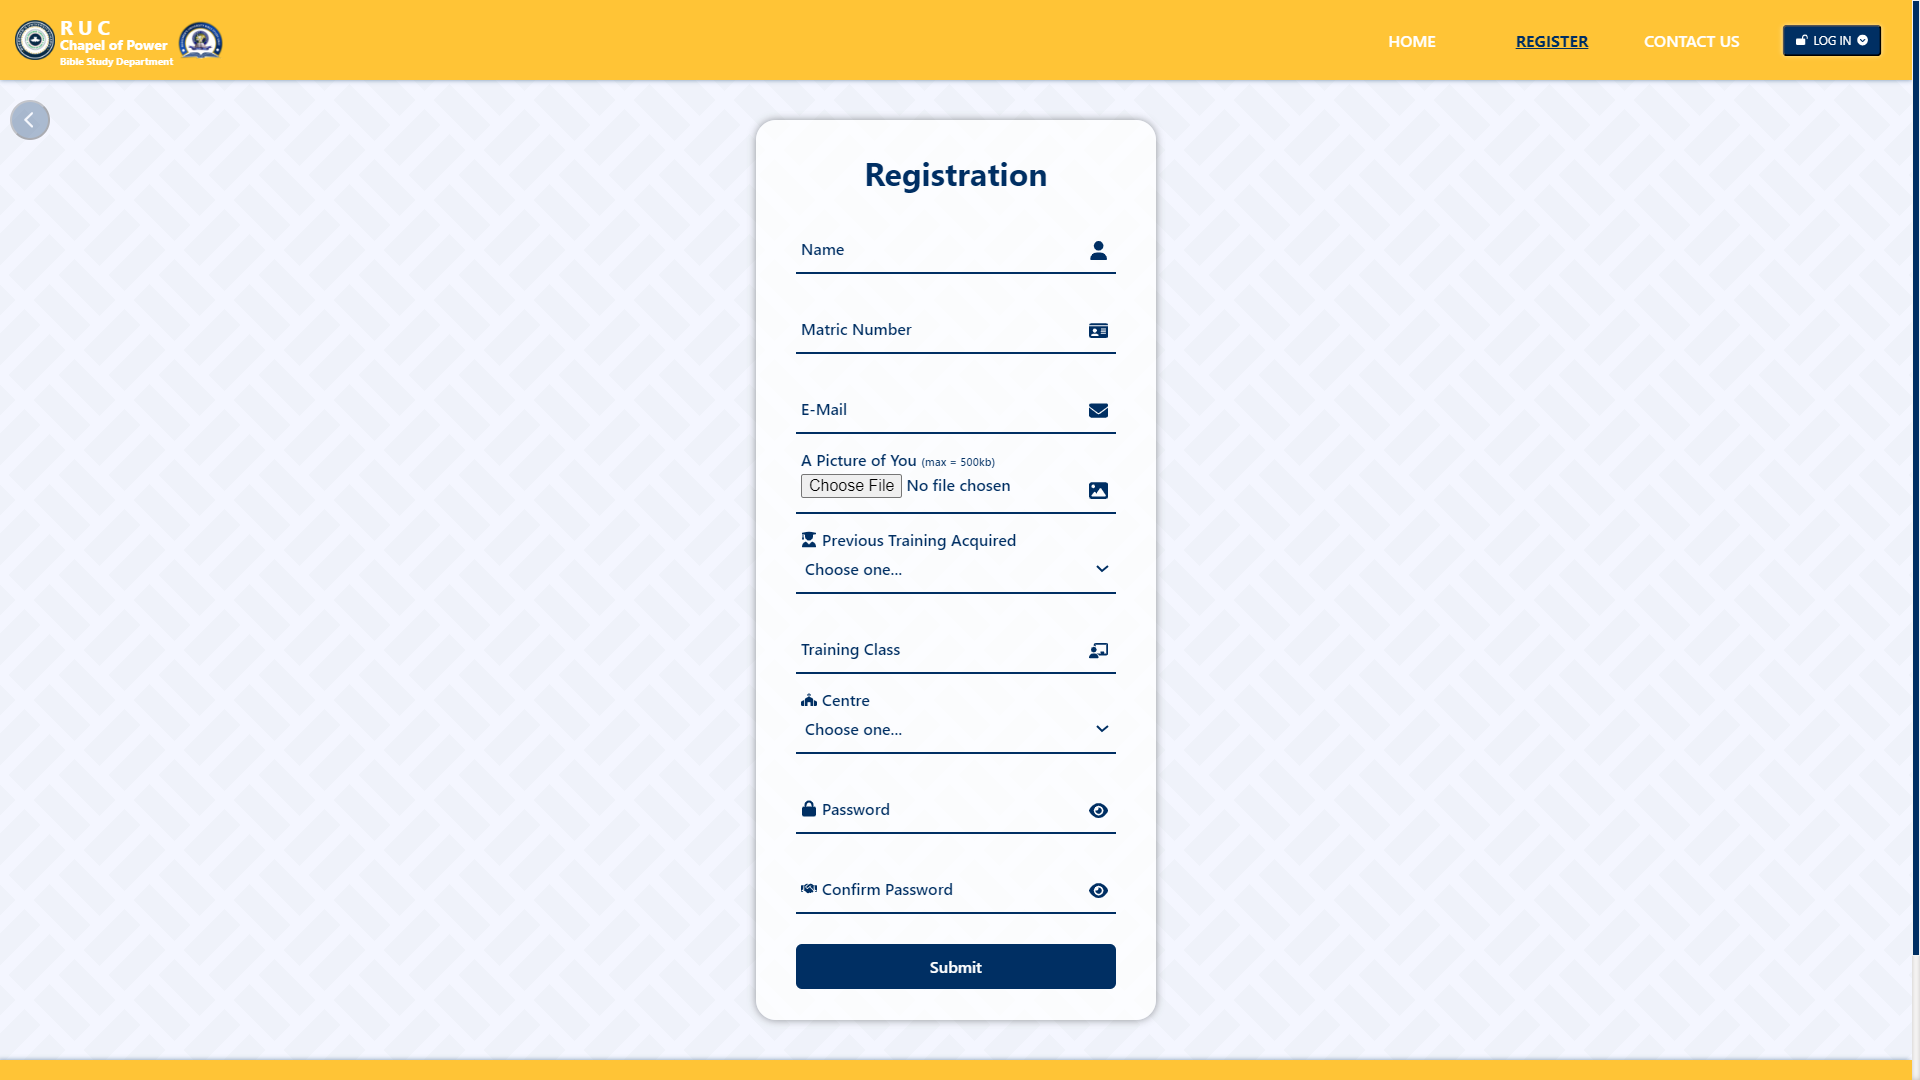 R U C
Chapel of Power
Bible Study Department
HOME
REGISTER
CONTACT US
LOG IN
Registration
Name
Matric Number
E-Mail
A Picture of You (max = 500kb)
Choose File No file chosen
Previous Training Acquired
Choose one...
Training Class
Centre
Choose one...
Password
Confirm Password
Submit